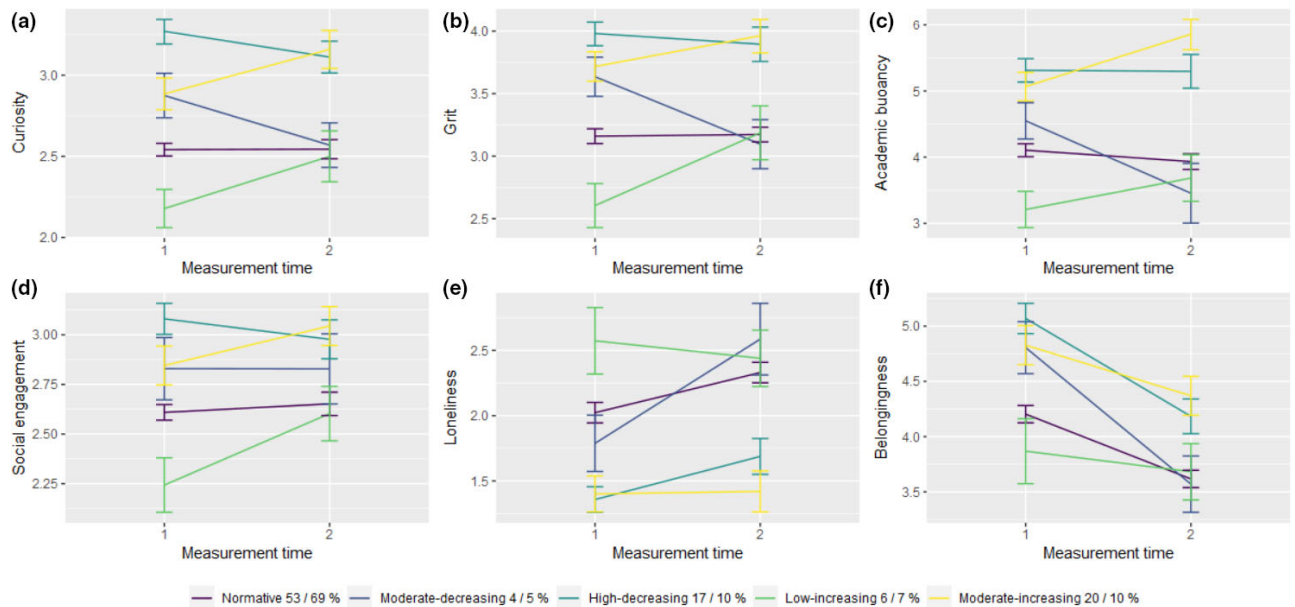 (a)
Curiosity
3.0
2.5
2.0
1
2
Measurement time
(b)
Grit
4.0
3.5
3.0
2.5
1
2
Measurement time
(c)
Academic buoancy
6
5
4
3
1
2
Measurement time
(d)
Social engagement
3.00
2.75
2.50
2.25
1
2
Measurement time
(e)
Loneliness
2.5
2.0
1.5
1
2
Measurement time
(f)
Belongingness
5.0
4.5
4.0
3.5
1
2
Measurement time
Normative 53 / 69 % Moderate-decreasing 4 / 5 % High-decreasing 17 / 10 % Low-increasing 6 / 7 % Moderate-increasing 20 / 10 %